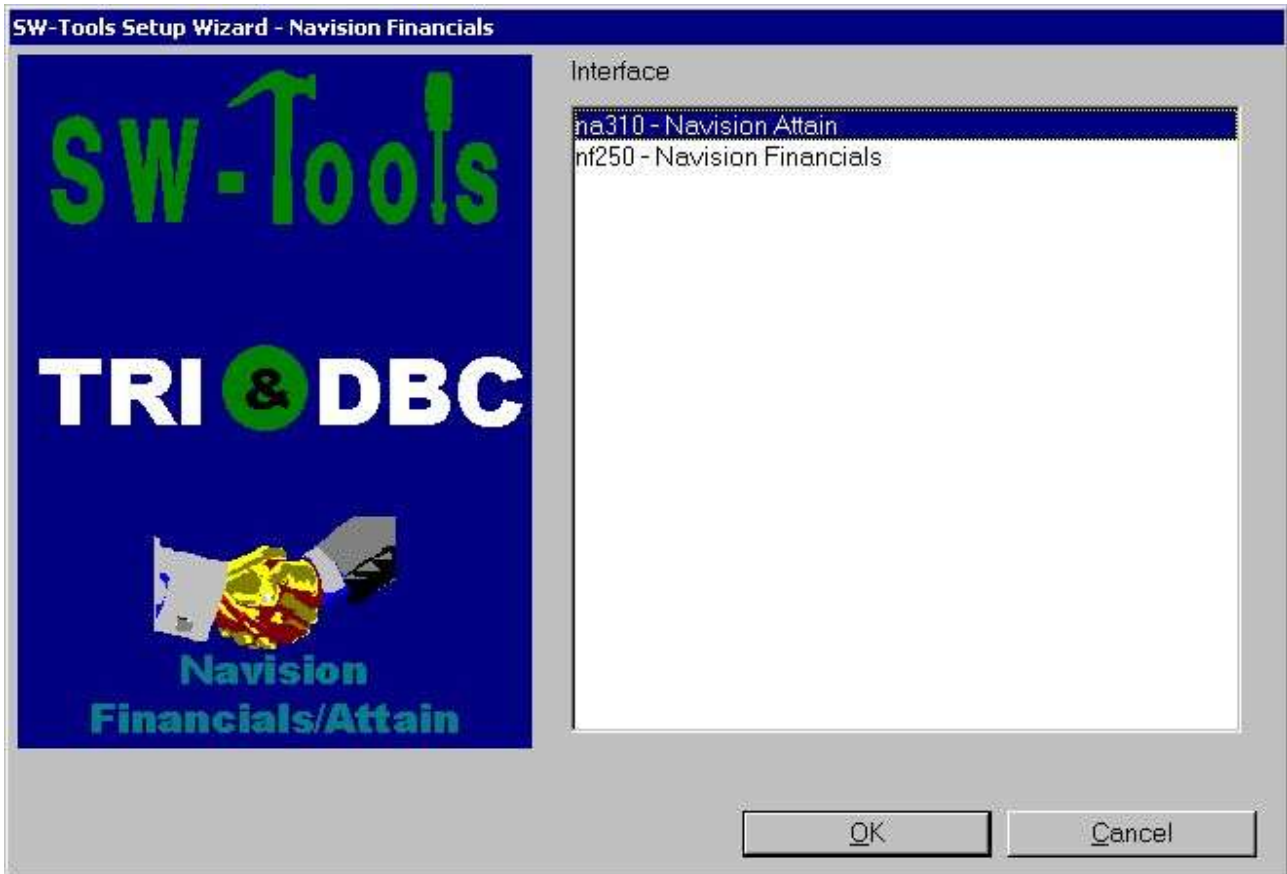 SW-Tools Setup Wizard - Navision Financials
SW-Tools
TRI & DBC
Navision
Financials/Attain
Interface
na310 - Navision Attain
nf250 - Navision Financials
OK
Cancel